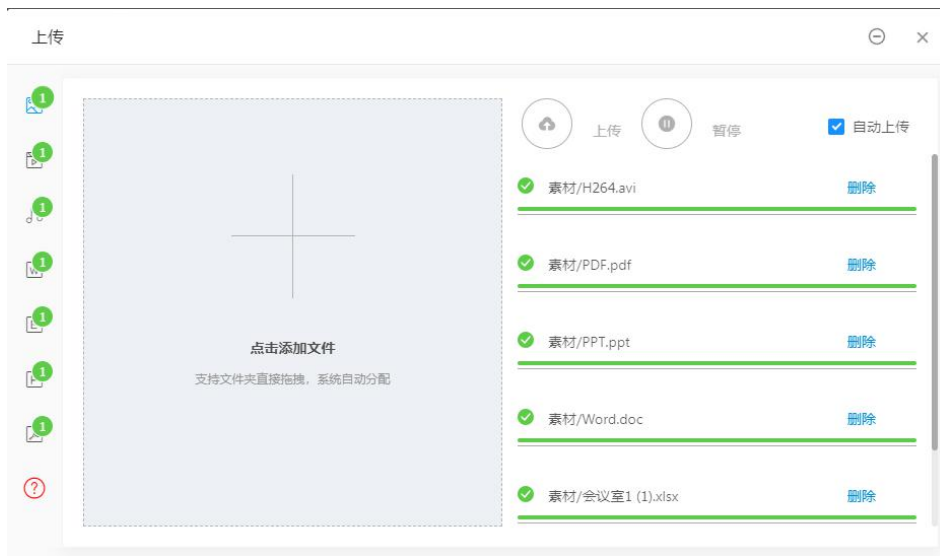 上传
1
1
1
1
1
1
1
点击添加文件
支持文件夹直接拖拽，系统自动分配
上传 暂停 自动上传
素材/H264.avi 删除
素材/PDF.pdf 删除
素材/PPT.ppt 删除
素材/Word.doc 删除
素材/会议室1 (1).xlsx 删除